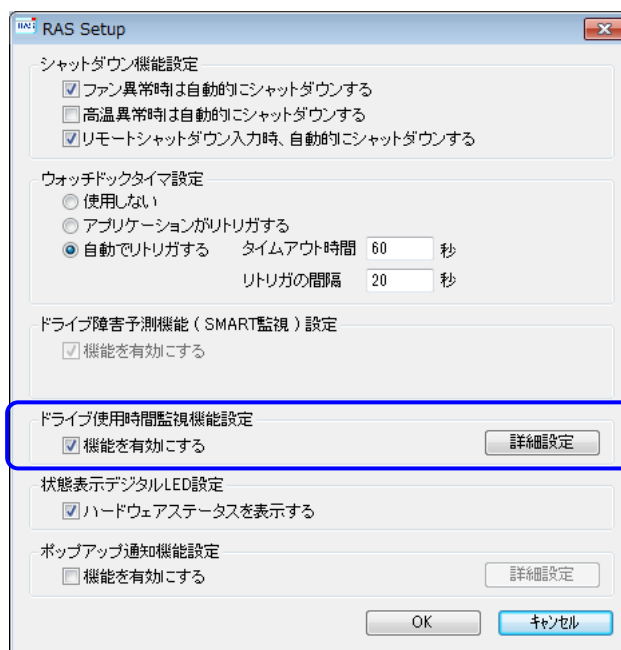 RAS Setup
シャットダウン機能設定
ファン異常時は自動的にシャットダウンする
高温異常時は自動的にシャットダウンする
リモートシャットダウン入力時、自動的にシャットダウンする
ウォッチドックタイマ設定
使用しない
アプリケーションがリトリガする
自動でリトリガする タイムアウト時間 60 秒
リトリガの間隔 20 秒
ドライブ障害予測機能（SMART監視）設定
機能を有効にする
ドライブ使用時間監視機能設定
機能を有効にする 詳細設定
状態表示デジタルLED設定
ハードウェアステータスを表示する
ポップアップ通知機能設定
機能を有効にする 詳細設定
OK キャンセル